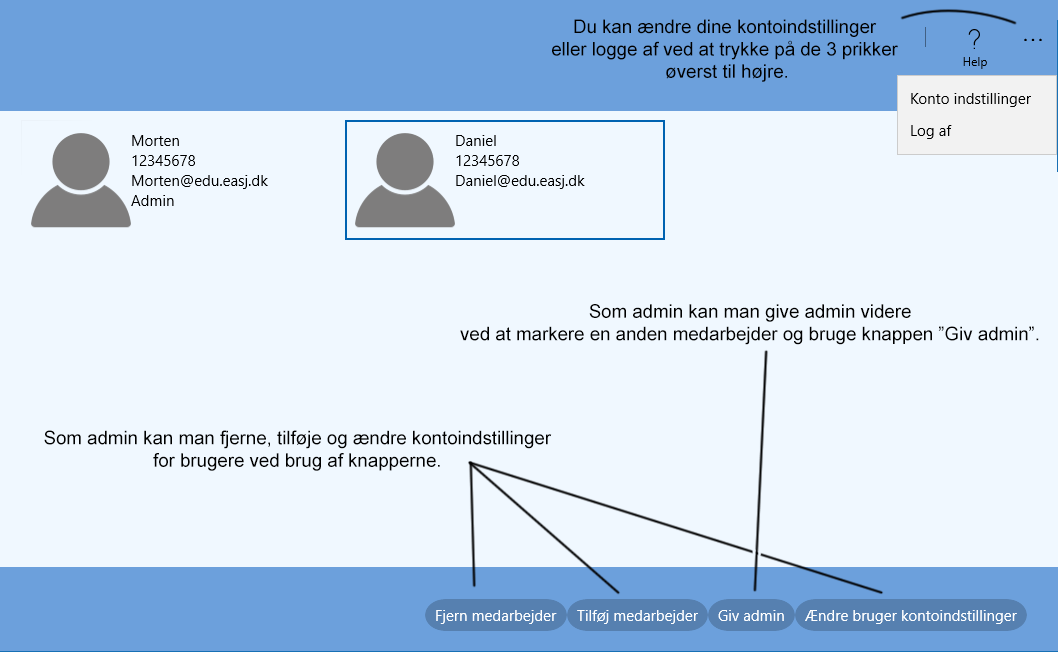 Du kan ændre dine kontoindstillinger
eller logge af ved at trykke på de 3 prikker
øverst til højre.
?
Help
...
Konto indstillinger
Log af
Morten
12345678
Morten@edu.easj.dk
Admin
Daniel
12345678
Daniel@edu.easj.dk
Som admin kan man give admin videre
ved at markere en anden medarbejder og bruge knappen ”Giv admin”.
Som admin kan man fjerne, tilføje og ændre kontoindstillinger
for brugere ved brug af knapperne.
Fjern medarbejder
Tilføj medarbejder
Giv admin
Ændre bruger kontoindstillinger